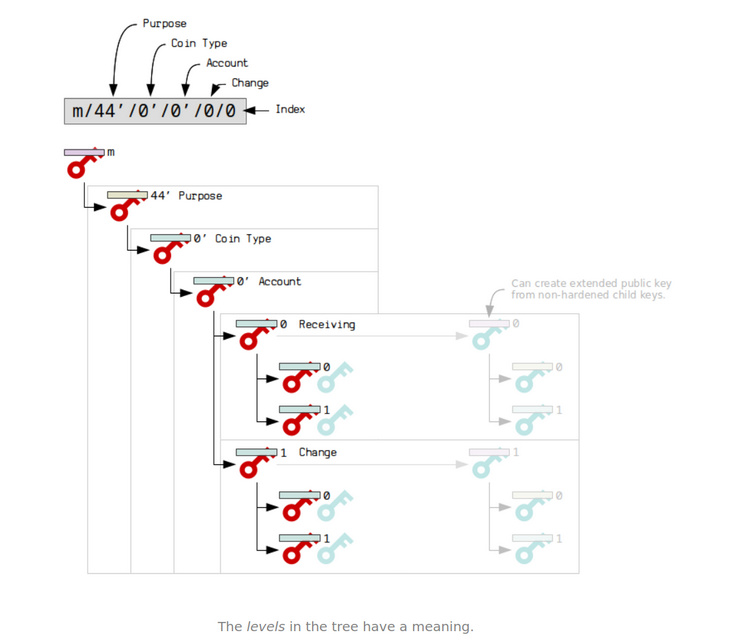 Purpose
Coin Type
Account
Change
m/44’/0’/0’/0/0
Index
m
44’ Purpose
0’ Coin Type
0’ Account
Can create extended public key
from non-hardened child keys.
0 Receiving
0
0
0
1
1
1 Change
1
0
0
1
1
The levels in the tree have a meaning.